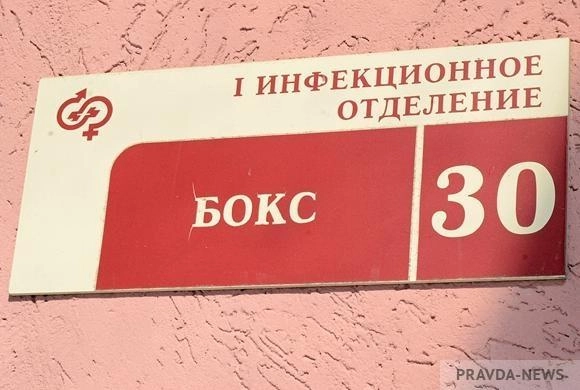 I ИНФЕКЦИОННОЕ
ОТДЕЛЕНИЕ
БОКС
30
PRAVDA-NEWS